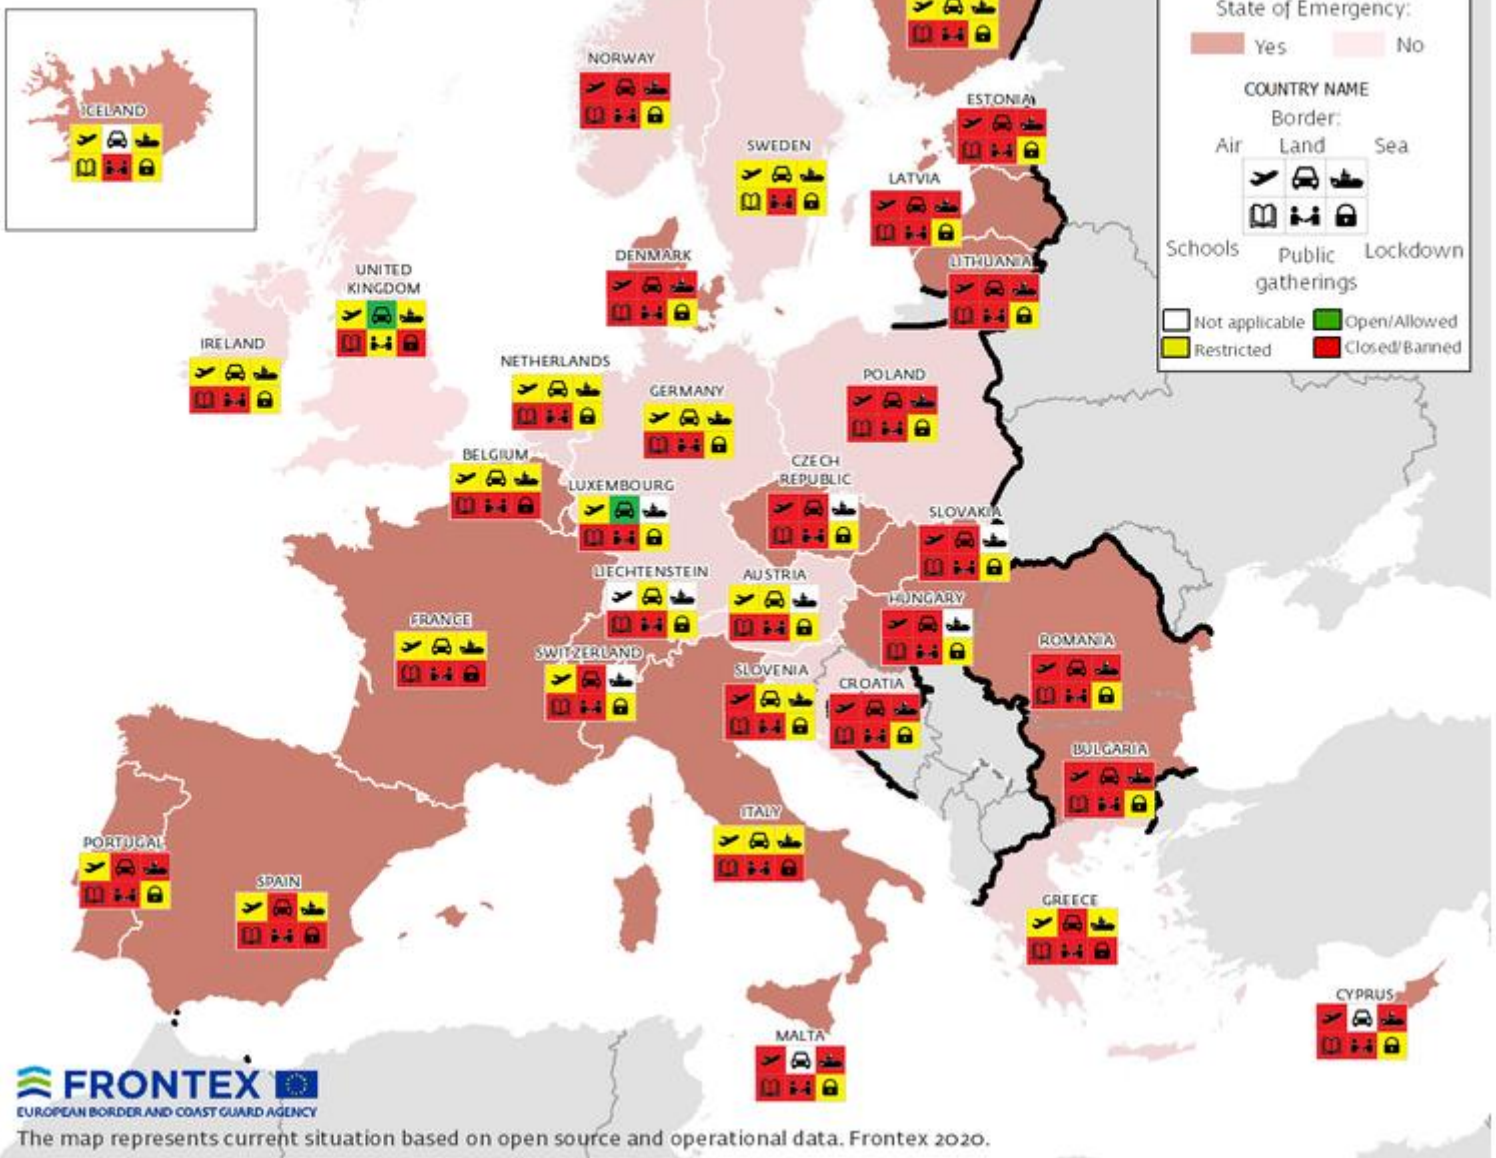 State of Emergency:
Yes
No
COUNTRY NAME
Border:
Air
Land
Sea
Schools
Public
gatherings
Lockdown
Not applicable
Open/Allowed
Restricted
Closed/Banned
ICELAND
NORWAY
SWEDEN
ESTONIA
LATVIA
LITHUANIA
DENMARK
UNITED
KINGDOM
IRELAND
NETHERLANDS
GERMANY
POLAND
BELGIUM
LUXEMBOURG
CZECH
REPUBLIC
SLOVAKIA
LIECHTENSTEIN
AUSTRIA
HUNGARY
FRANCE
SWITZERLAND
SLOVENIA
CROATIA
ROMANIA
BULGARIA
ITALY
PORTUGAL
SPAIN
GREECE
CYPRUS
MALTA
FRONTEX
EUROPEAN BORDER AND COAST GUARD AGENCY
The map represents current situation based on open source and operational data. Frontex 2020.